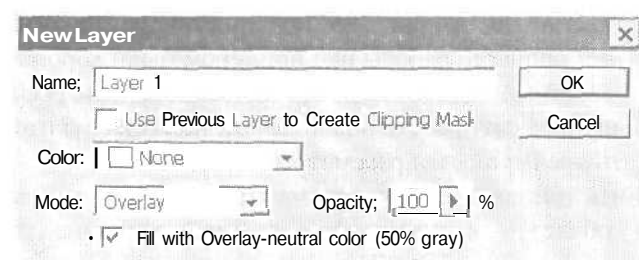 New Layer
Name; Layer 1
OK
Use Previous Layer to Create Clipping Mask
Cancel
Color: None
Mode: Overlay Opacity; 100 %
Fill with Overlay-neutral color (50% gray)